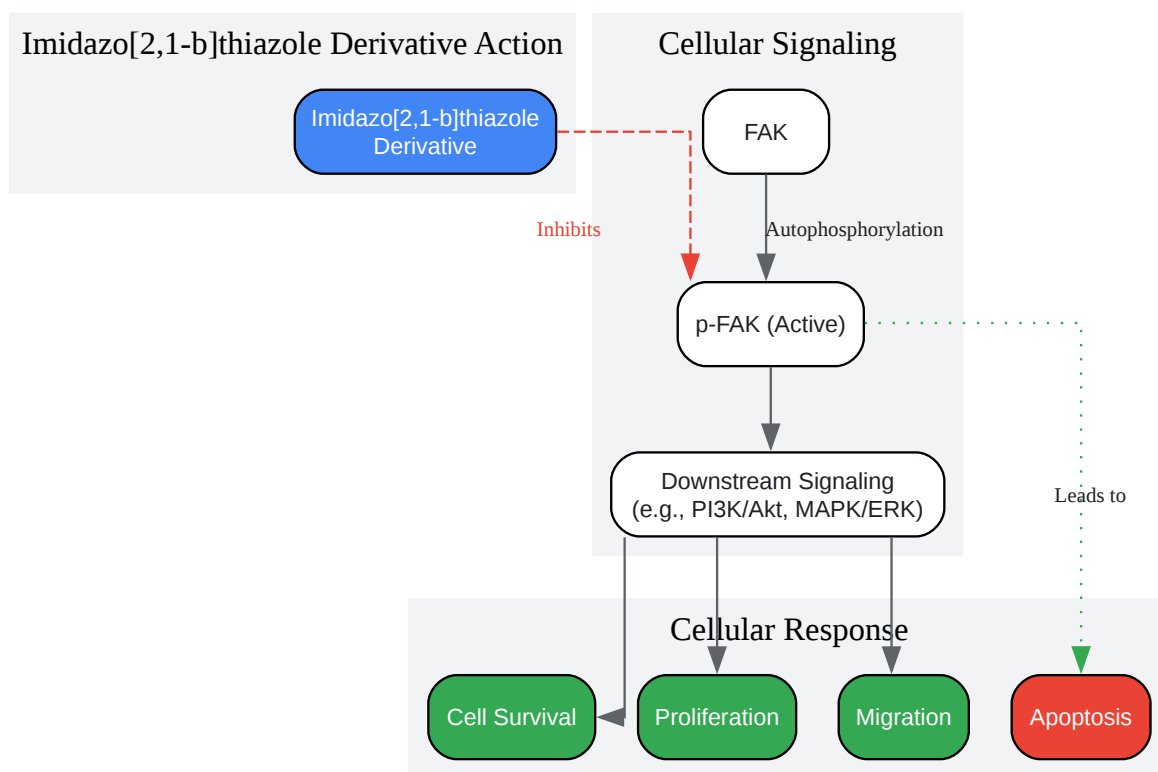 Imidazo[2,1-b]thiazole Derivative Action
Cellular Signaling
Imidazo[2,1-b]thiazole
Derivative
FAK
Inhibits
Autophosphorylation
p-FAK (Active)
Downstream Signaling
(e.g., PI3K/Akt, MAPK/ERK)
Leads to
Cellular Response
Cell Survival
Proliferation
Migration
Apoptosis